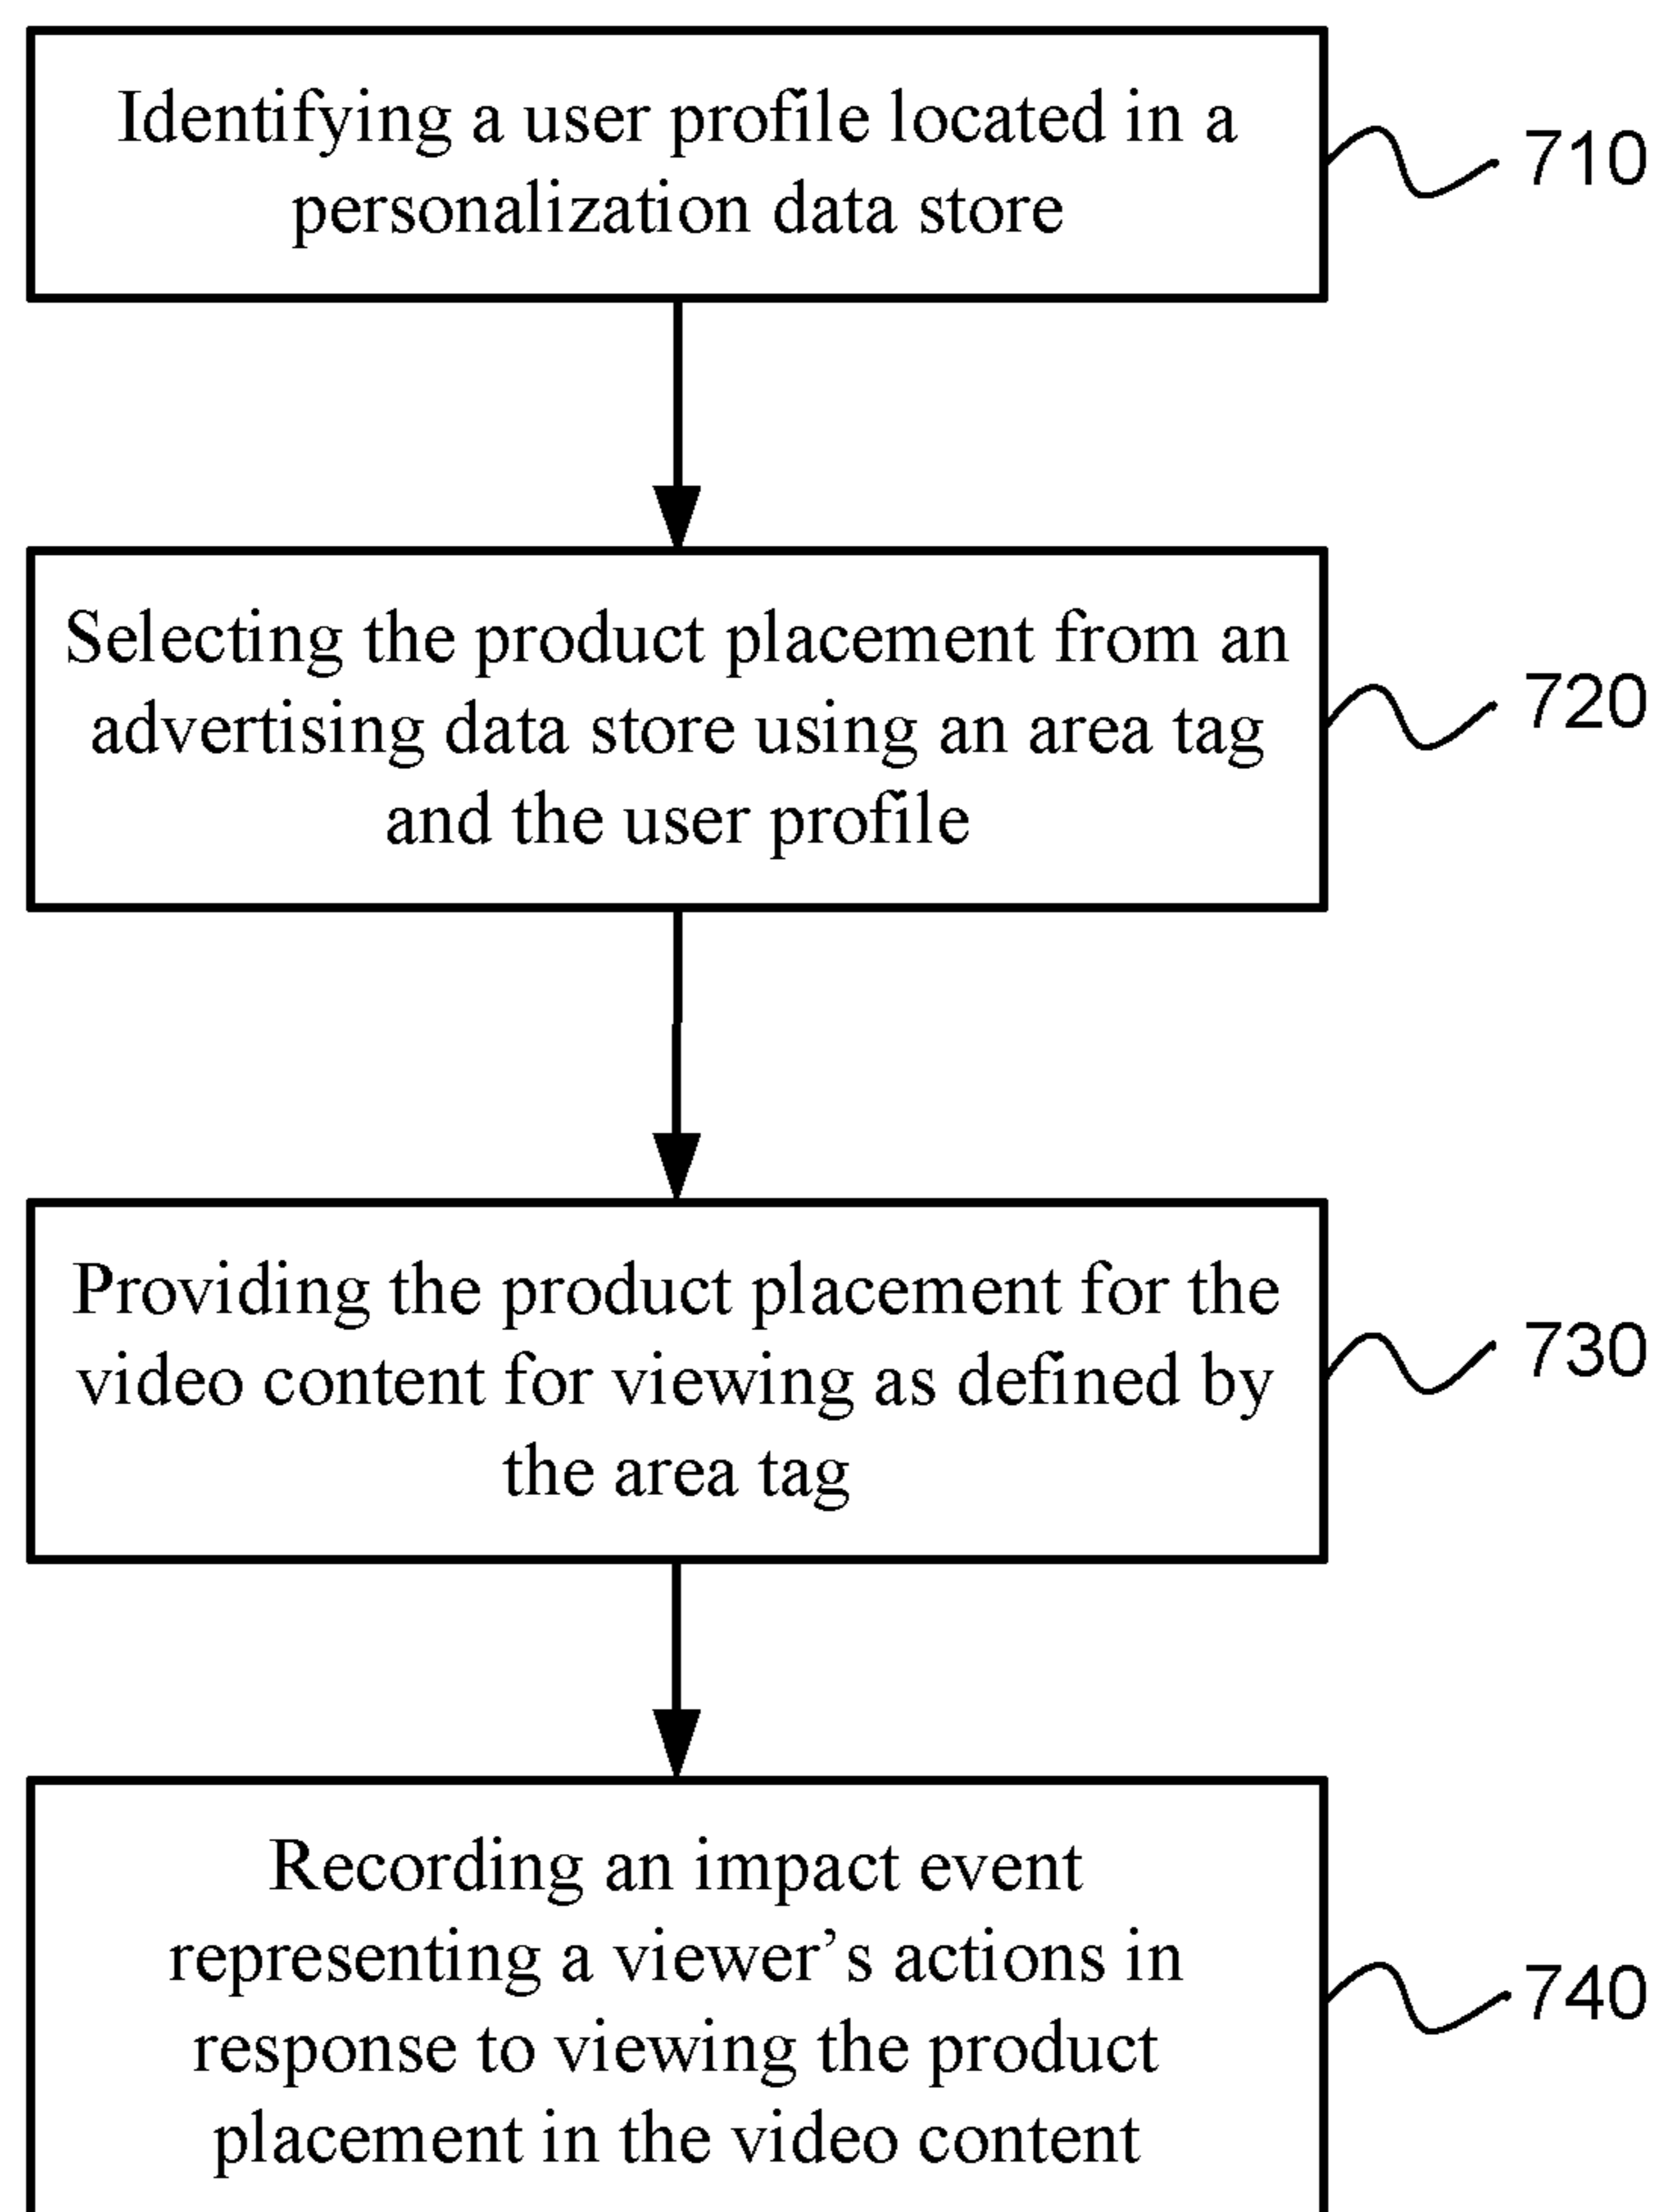 Identifying a user profile located in a
personalization data store
710
Selecting the product placement from an
advertising data store using an area tag
and the user profile
720
Providing the product placement for the
video content for viewing as defined by
the area tag
730
Recording an impact event
representing a viewer’s actions in
response to viewing the product
placement in the video content
740